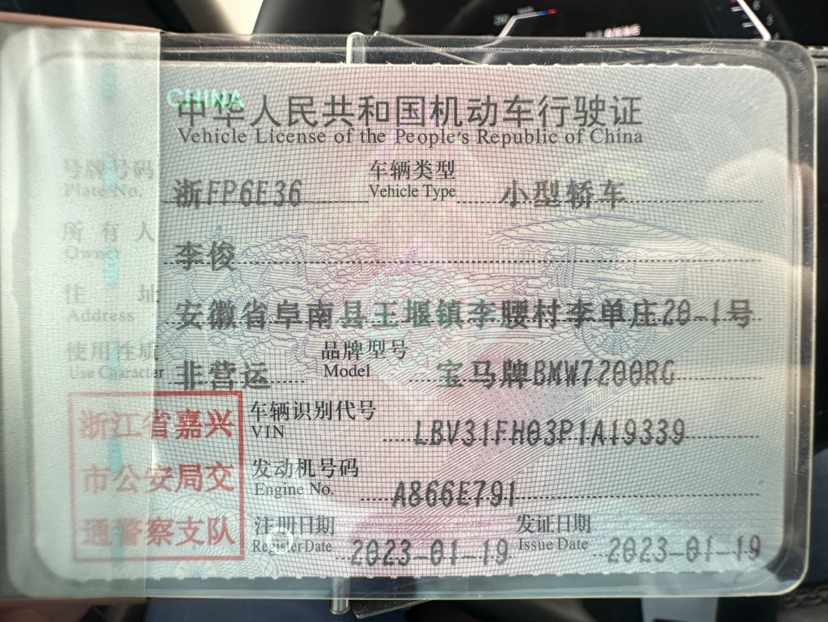 CHINA
中华人民共和国机动车行驶证
Vehicle License of the People's Republic of China
号牌号码 浙FP6E36 车辆类型 小型轿车
Plate No. Vehicle Type
所有人 李俊
Owner
住址 安徽省阜南县王堰镇李腰村李单庄20-1号
Address
使用性质 非营运 品牌型号 宝马牌BMW7200RG
Use Character Model
浙江省嘉兴
市公安局交
通警察支队
车辆识别代号 LBV31FH03P1A19339
VIN
发动机号码 A866E791
Engine No.
注册日期 2023-01-19 发证日期 2023-01-19
Register Date Issue Date